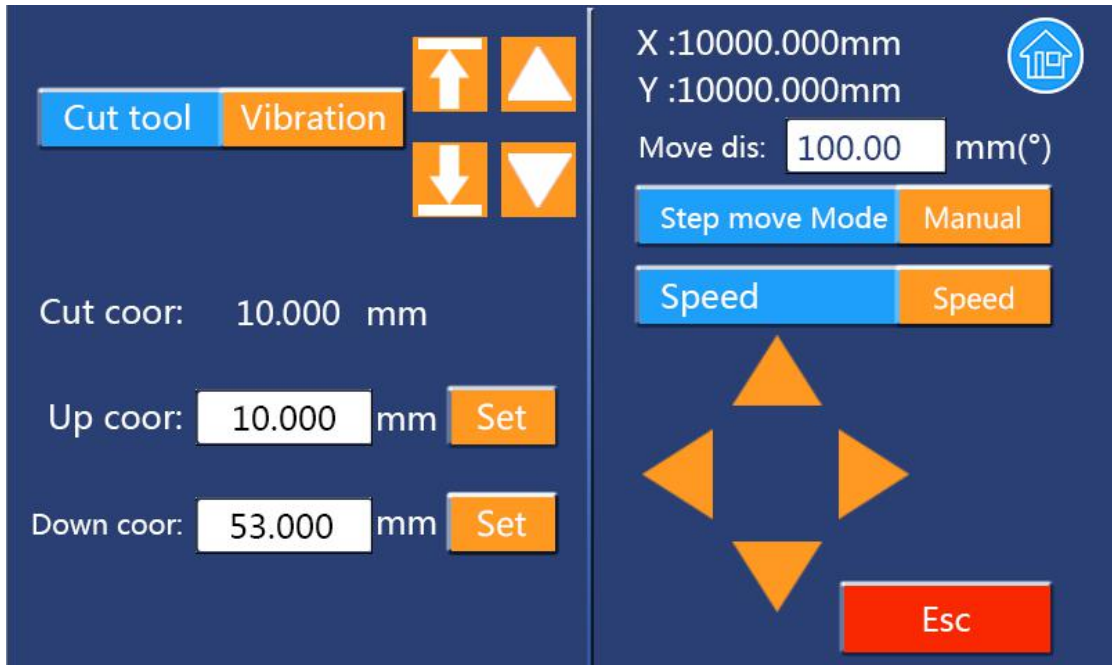 Cut tool Vibration
Cut coor: 10.000 mm
Up coor: 10.000 mm Set
Down coor: 53.000 mm Set
X :10000.000mm
Y :10000.000mm
Move dis: 100.00 mm(°)
Step move Mode Manual
Speed Speed
Esc